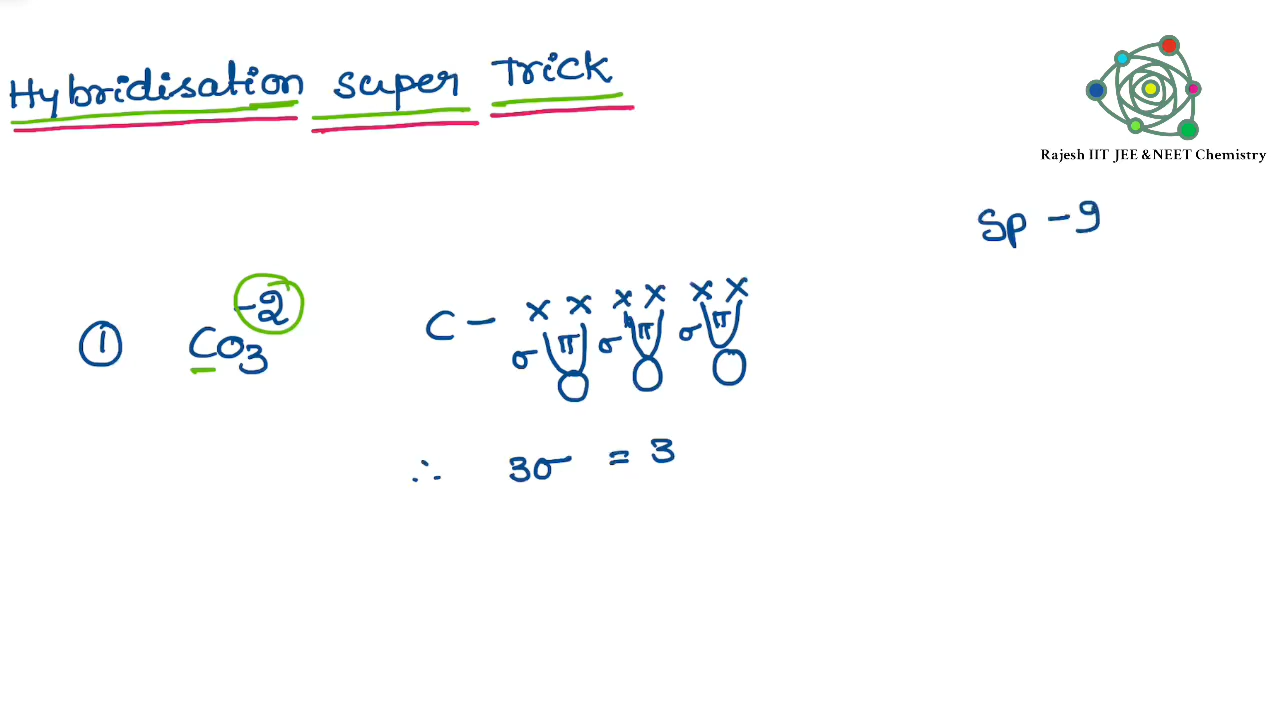 Hybridisation super Trick
Rajesh IIT JEE & NEET Chemistry
Sp - 9
① CO3 -2
C - x x x x x x
σ π σ π σ π
O O O
∴ 3σ = 3